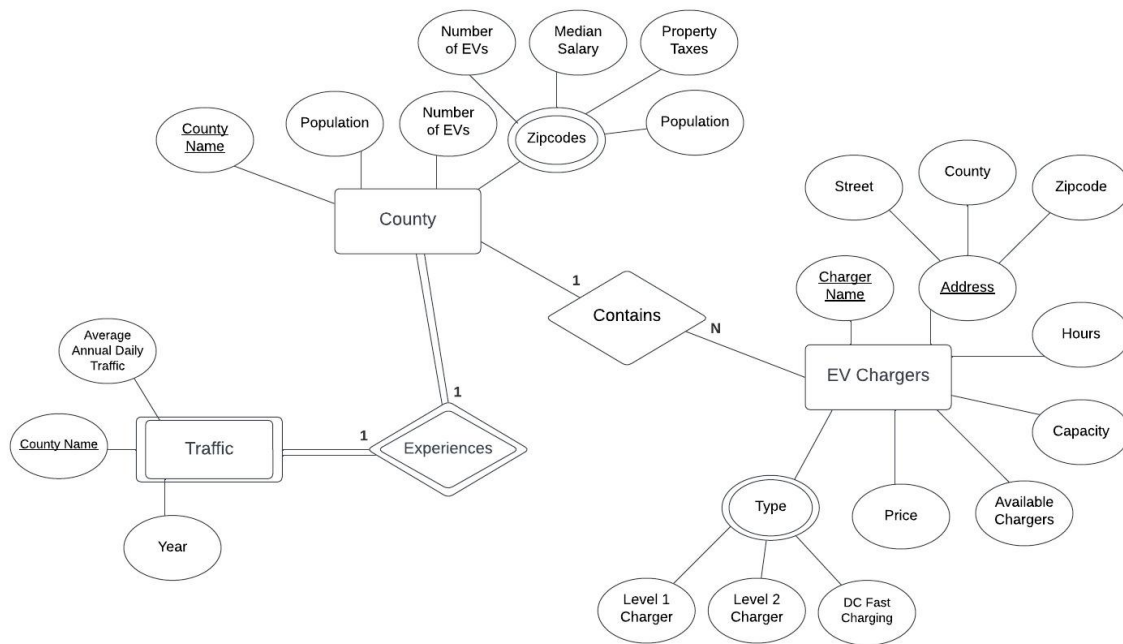 Number
of EVs
Median
Salary
Property
Taxes
County
Name
Population
Number
of EVs
Zipcodes
Population
County
Street
County
Zipcode
Charger
Name
Address
1
Contains
N
Hours
EV Chargers
Capacity
Average
Annual Daily
Traffic
County Name
Traffic
1
1
Experiences
Year
Type
Price
Available
Chargers
Level 1
Charger
Level 2
Charger
DC Fast
Charging